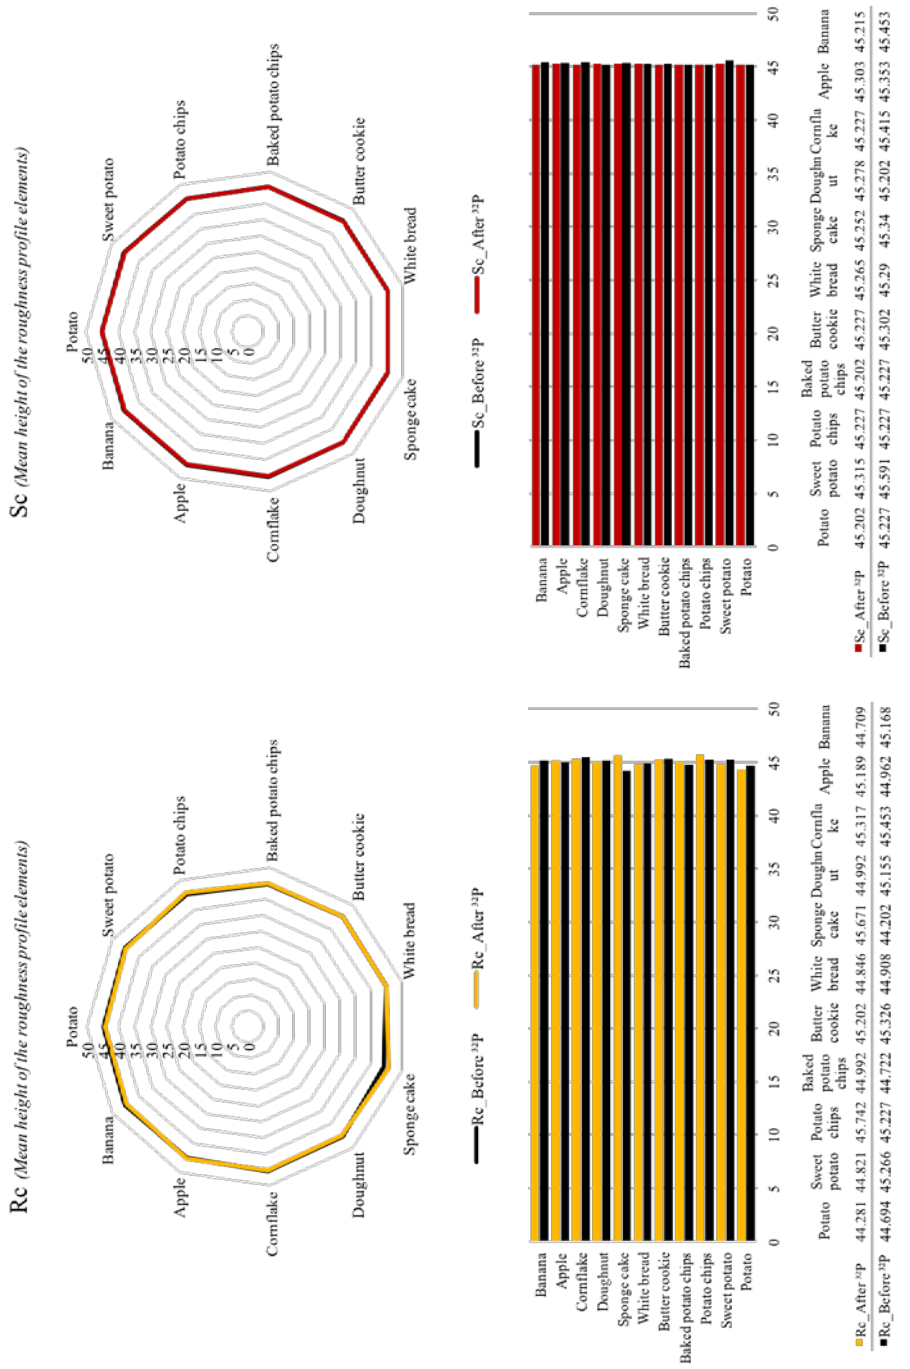 Rc (Mean height of the roughness profile elements)
Potato
Sweet potato
Potato chips
Baked potato chips
Butter cookie
White bread
Sponge cake
Doughnut
Cornflake
Apple
Banana
50
45
40
35
30
25
20
15
10
5
0
Rc_Before ³²P Rc_After ³²P
Banana
Apple
Cornflake
Doughnut
Sponge cake
White bread
Butter cookie
Baked potato chips
Potato chips
Sweet potato
Potato
0 5 10 15 20 25 30 35 40 45 50
Potato Sweet potato Potato chips Baked potato chips Butter cookie White bread Sponge cake Doughn ut Cornfla ke Apple Banana
Rc_After ³²P 44.281 44.821 45.742 44.992 45.202 44.846 45.671 44.992 45.317 45.189 44.709
Rc_Before ³²P 44.694 45.266 45.227 44.722 45.326 44.908 44.202 45.155 45.453 44.962 45.168
Sc (Mean height of the roughness profile elements)
Potato
Sweet potato
Potato chips
Baked potato chips
Butter cookie
White bread
Sponge cake
Doughnut
Cornflake
Apple
Banana
50
45
40
35
30
25
20
15
10
5
0
Sc_Before ³²P Sc_After ³²P
Banana
Apple
Cornflake
Doughnut
Sponge cake
White bread
Butter cookie
Baked potato chips
Potato chips
Sweet potato
Potato
0 5 10 15 20 25 30 35 40 45 50
Potato Sweet potato Potato chips Baked potato chips Butter cookie White bread Sponge cake Doughn ut Cornfla ke Apple Banana
Sc_After ³²P 45.202 45.315 45.227 45.202 45.227 45.265 45.252 45.278 45.227 45.303 45.215
Sc_Before ³²P 45.227 45.591 45.227 45.227 45.302 45.29 45.34 45.202 45.415 45.353 45.453